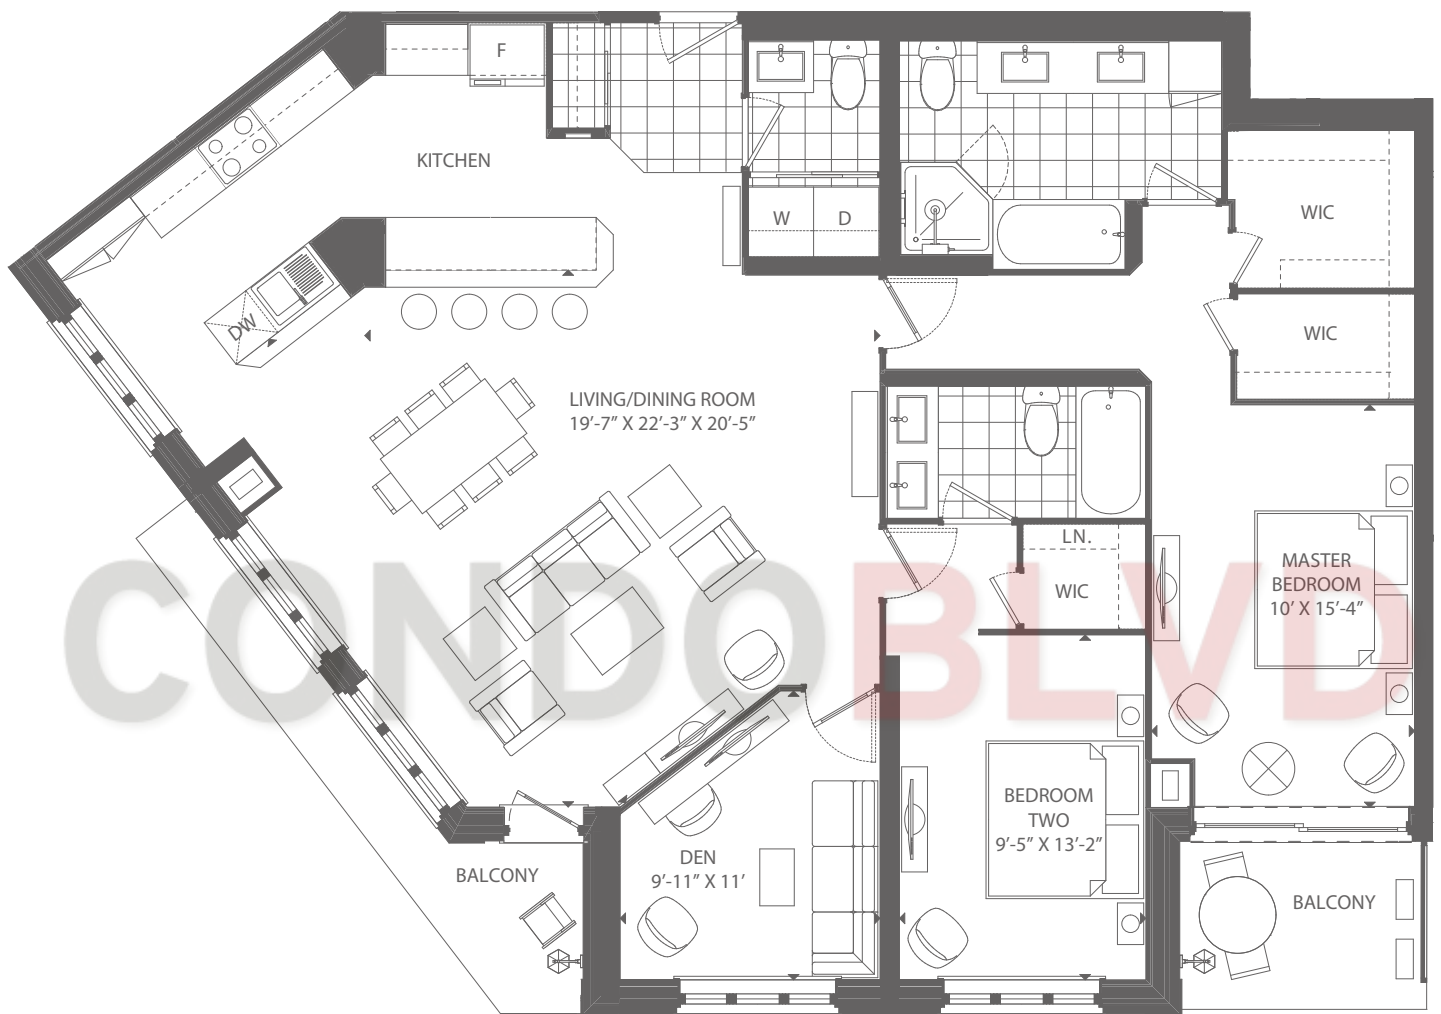 F
KITCHEN
W
D
WIC
WIC
DW
LIVING/DINING ROOM
19'-7" X 22'-3" X 20'-5"
LN.
WIC
MASTER
BEDROOM
10' X 15'-4"
CONDOBLVD
BEDROOM
TWO
9'-5" X 13'-2"
DEN
9'-11" X 11'
BALCONY
BALCONY